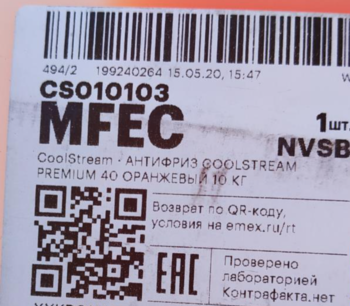 494/2 199240264 15.05.20, 15:47 W
CS010103
MFEC 1шт.
NVSB
CoolStream - АНТИФРИЗ COOLSTREAM
PREMIUM 40 ОРАНЖЕВЫЙ 10 КГ
Возврат по QR-коду,
условия на emex.ru/rt
EAC Проверено
лабораторией
Контрафакта.нет